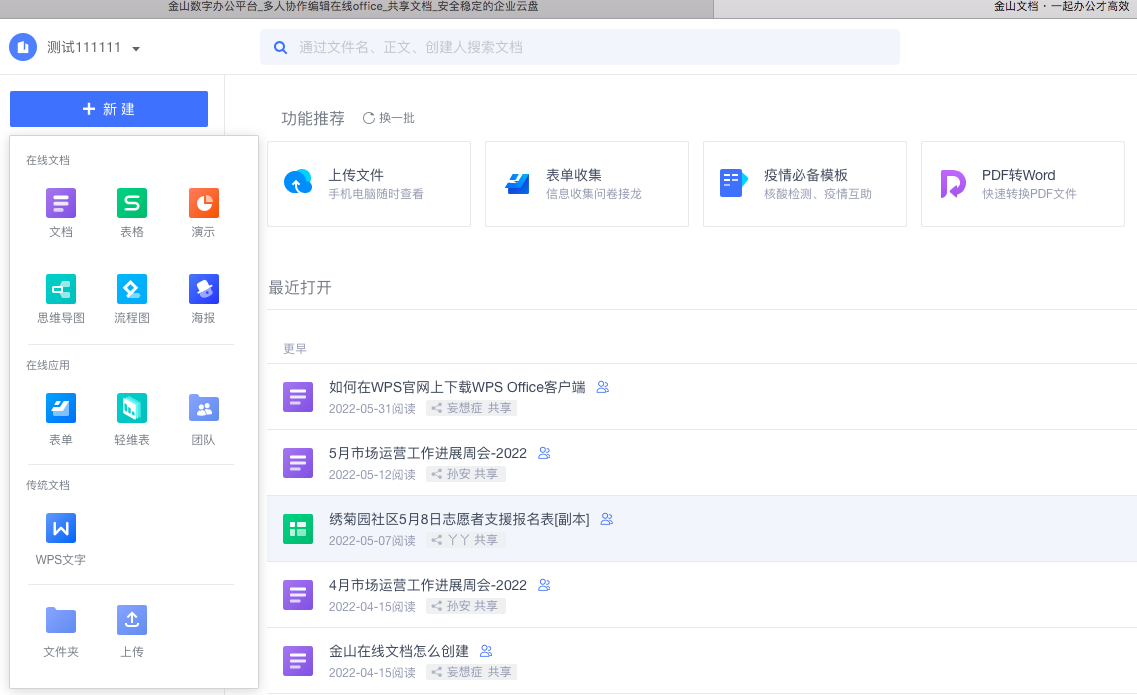 金山数字办公平台_多人协作编辑在线office_共享文档_安全稳定的企业云盘
金山文档 · 一起办公才高效
测试111111
通过文件名、正文、创建人搜索文档
新建
在线文档
文档
表格
演示
思维导图
流程图
海报
在线应用
表单
轻维表
团队
传统文档
WPS文字
文件夹
上传
功能推荐
换一批
上传文件
手机电脑随时查看
表单收集
信息收集问卷接龙
疫情必备模板
核酸检测、疫情互助
PDF转Word
快速转换PDF文件
最近打开
更早
如何在WPS官网上下载WPS Office客户端
2022-05-31阅读 妄想症 共享
5月市场运营工作进展周会-2022
2022-05-12阅读 孙安 共享
绣菊园社区5月8日志愿者支援报名表[副本]
2022-05-07阅读 丫丫 共享
4月市场运营工作进展周会-2022
2022-04-15阅读 孙安 共享
金山在线文档怎么创建
2022-04-15阅读 妄想症 共享